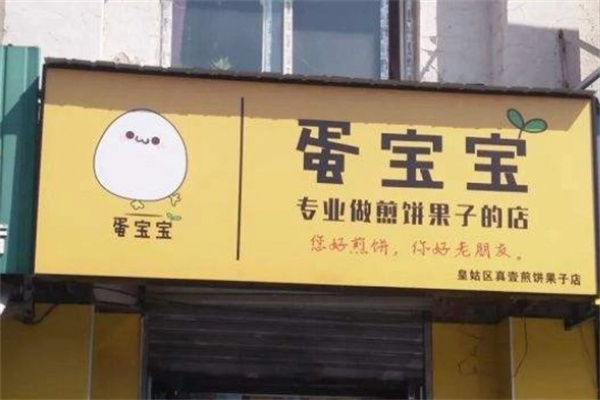 蛋宝宝
蛋宝宝
专业做煎饼果子的店
您好煎饼，你好老朋友。
皇姑区真壹煎饼果子店